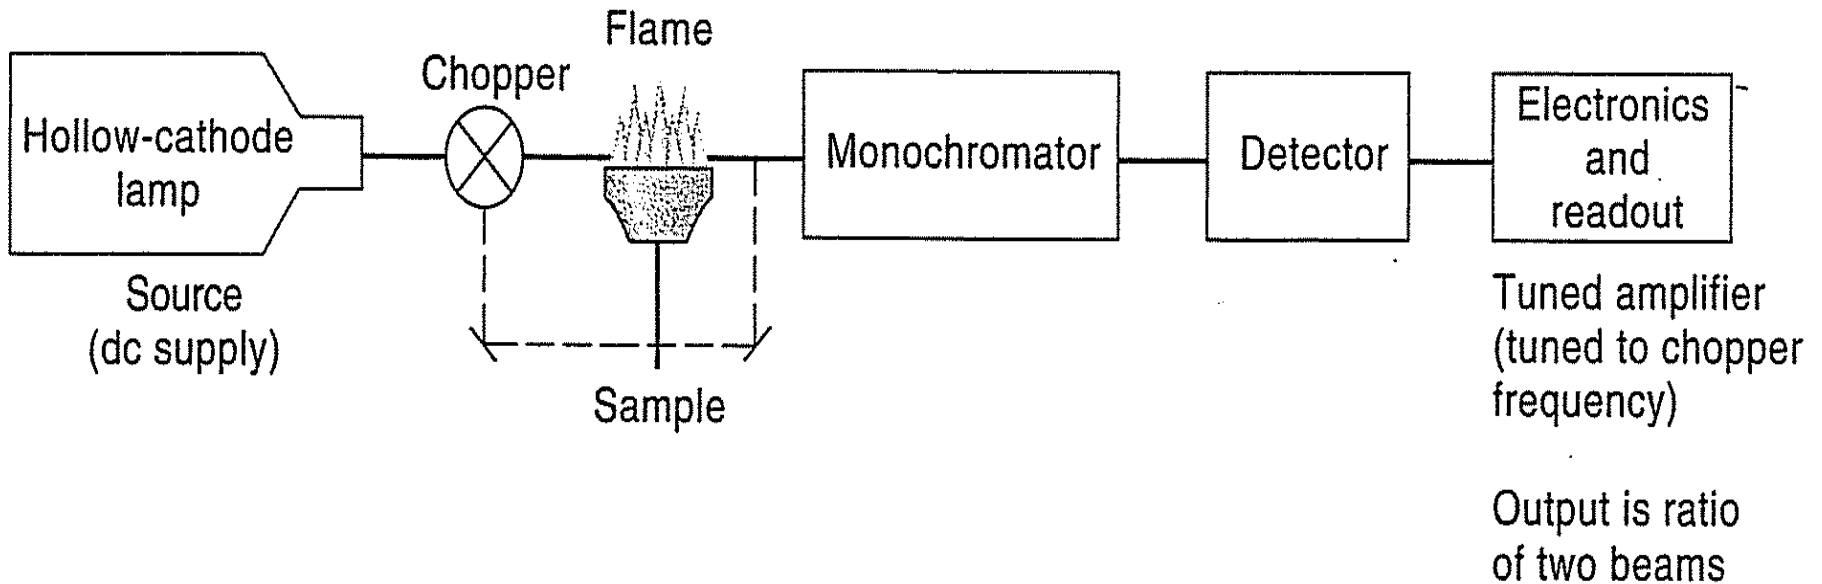 Flame
Chopper
Hollow-cathode
lamp
Monochromator
Detector
Electronics
and
readout
Source
(dc supply)
Sample
Tuned amplifier
(tuned to chopper
frequency)
Output is ratio
of two beams